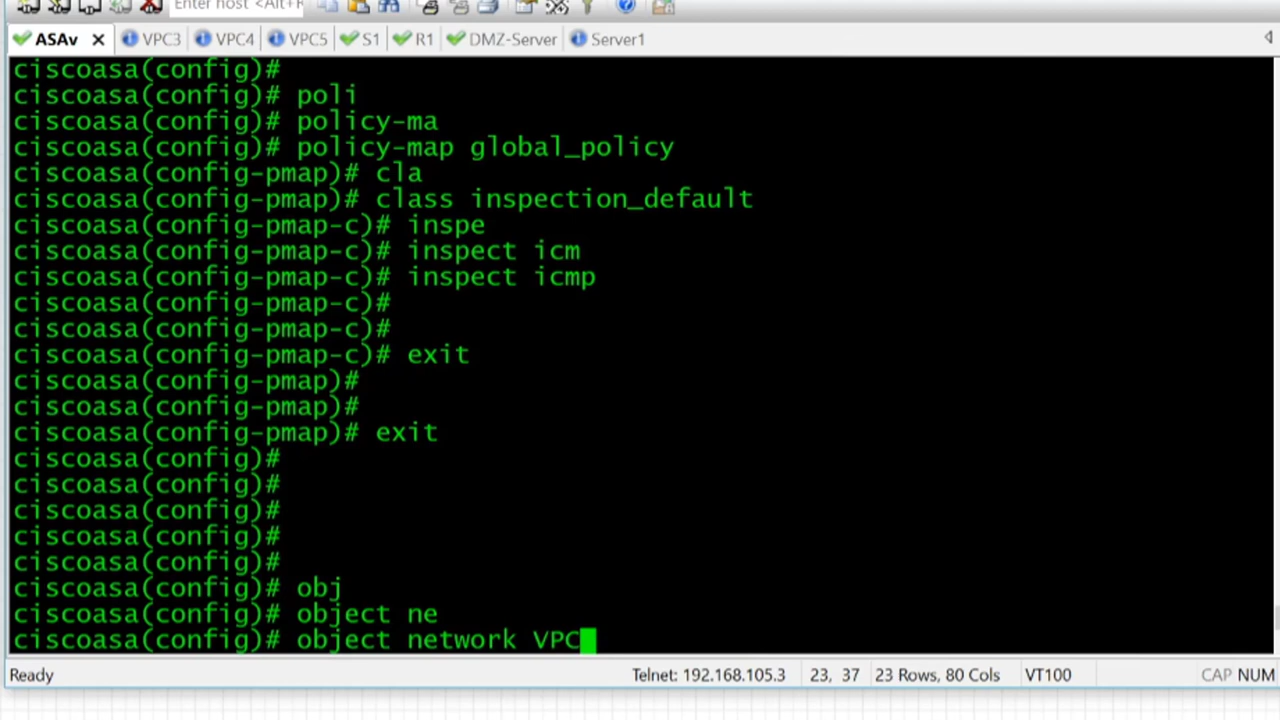 Enter host <Alt+R
ASAv VPC3 VPC4 VPC5 S1 R1 DMZ-Server Server1
ciscoasa(config)#
ciscoasa(config)# poli
ciscoasa(config)# policy-ma
ciscoasa(config)# policy-map global_policy
ciscoasa(config-pmap)# cla
ciscoasa(config-pmap)# class inspection_default
ciscoasa(config-pmap-c)# inspe
ciscoasa(config-pmap-c)# inspect icm
ciscoasa(config-pmap-c)# inspect icmp
ciscoasa(config-pmap-c)#
ciscoasa(config-pmap-c)#
ciscoasa(config-pmap-c)# exit
ciscoasa(config-pmap)#
ciscoasa(config-pmap)#
ciscoasa(config-pmap)# exit
ciscoasa(config)#
ciscoasa(config)#
ciscoasa(config)#
ciscoasa(config)#
ciscoasa(config)#
ciscoasa(config)# obj
ciscoasa(config)# object ne
ciscoasa(config)# object network VPC
Ready Telnet: 192.168.105.3 23, 37 23 Rows, 80 Cols VT100 CAP NUM